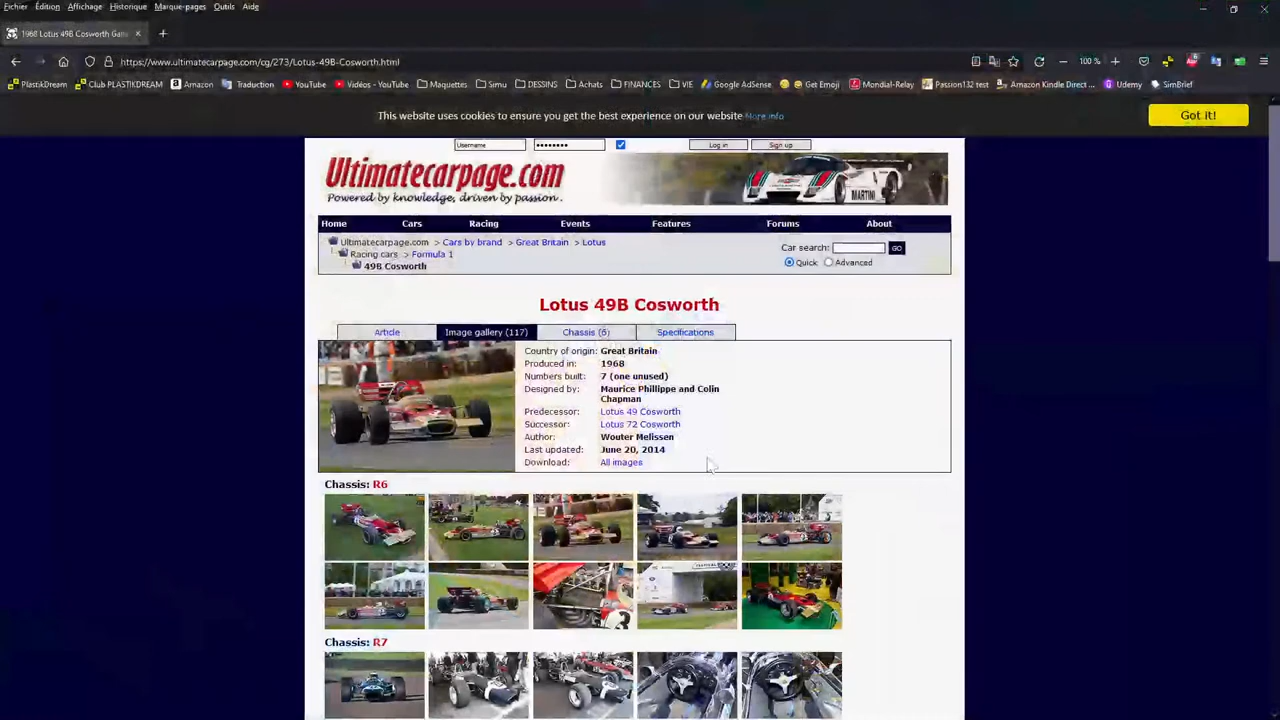 Fichier Édition Affichage Historique Marque-pages Outils Aide
1968 Lotus 49B Cosworth Gam
https://www.ultimatecarpage.com/cg/273/Lotus-49B-Cosworth.html
100 %
PlastikDream Club PLASTIKDREAM Amazon Traduction YouTube Videos - YouTube Maquettes Simu DESSINS Achats FINANCES VIE Google AdSense Get Emoji Mondial-Relay Passion132 test Amazon Kindle Direct ... Udemy SimBrief
This website uses cookies to ensure you get the best experience on our website More info
Got it!
Username •••••••• Log in Sign up
Ultimatecarpage.com
Powered by knowledge, driven by passion.
MARTINI
Home Cars Racing Events Features Forums About
Ultimatecarpage.com > Cars by brand > Great Britain > Lotus
Car search: GO
Racing cars > Formula 1
Quick Advanced
49B Cosworth
Lotus 49B Cosworth
Article Image gallery (117) Chassis (6) Specifications
Country of origin: Great Britain
Produced in: 1968
Numbers built: 7 (one unused)
Designed by: Maurice Phillippe and Colin
Chapman
Predecessor: Lotus 49 Cosworth
Successor: Lotus 72 Cosworth
Author: Wouter Melissen
Last updated: June 20, 2014
Download: All images
Chassis: R6
Chassis: R7